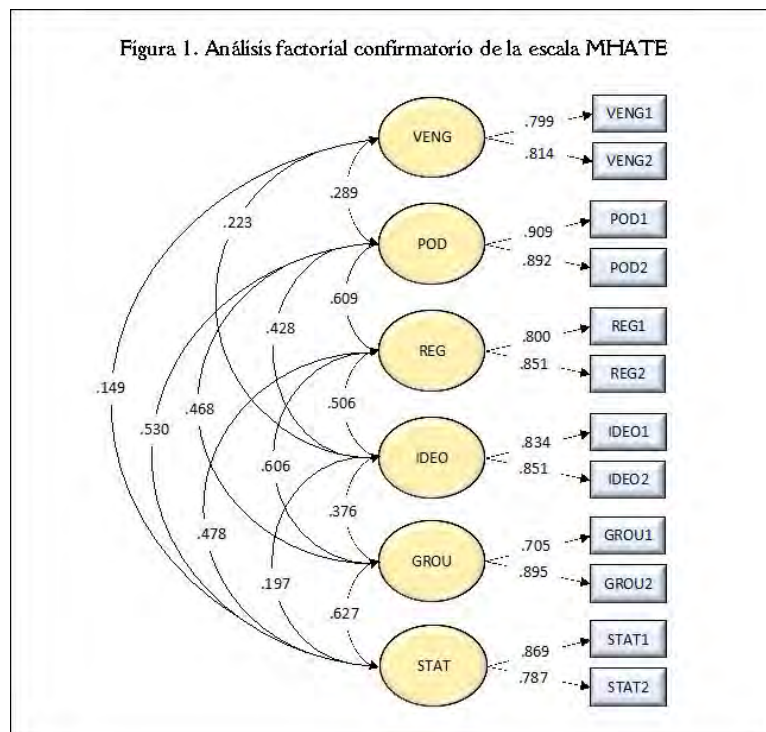 Figura 1. Análisis factorial confirmatorio de la escala MHATE
VENG
.799
VENG1
.814
VENG2
.289
.223
POD
.909
POD1
.892
POD2
.609
.428
REG
.800
REG1
.851
REG2
.149
.530
.468
.506
.606
IDEO
.834
IDEO1
.851
IDEO2
.478
.376
.197
GROU
.705
GROU1
.895
GROU2
.627
STAT
.869
STAT1
.787
STAT2